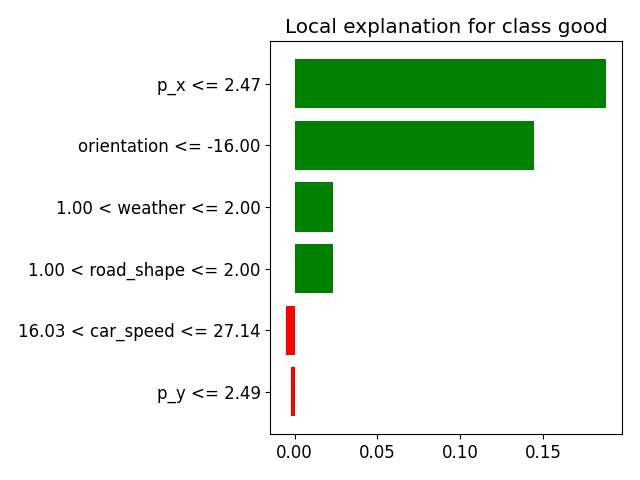 Local explanation for class good
p_x <= 2.47
orientation <= -16.00
1.00 < weather <= 2.00
1.00 < road_shape <= 2.00
16.03 < car_speed <= 27.14
p_y <= 2.49
0.00 0.05 0.10 0.15